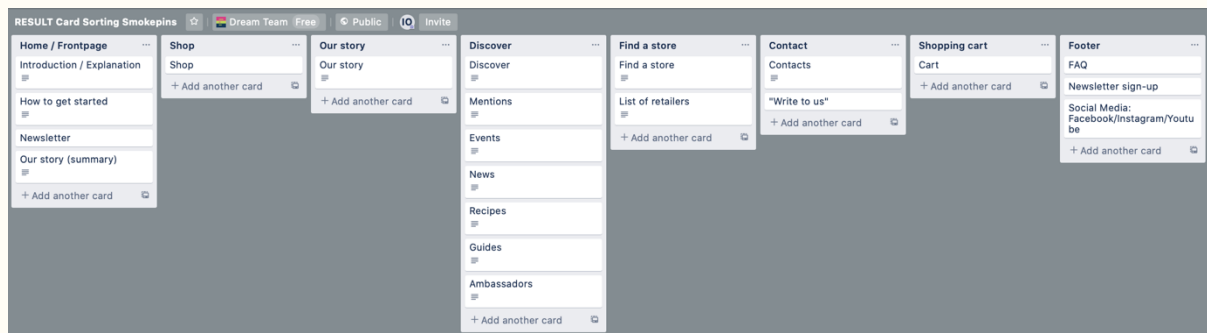 RESULT Card Sorting Smokepins
Dream Team Free
Public
IO
Invite
Home / Frontpage
Introduction / Explanation
How to get started
Newsletter
Our story (summary)
+ Add another card
Shop
Shop
+ Add another card
Our story
Our story
+ Add another card
Discover
Discover
Mentions
Events
News
Recipes
Guides
Ambassadors
+ Add another card
Find a store
Find a store
List of retailers
+ Add another card
Contact
Contacts
"Write to us"
+ Add another card
Shopping cart
Cart
+ Add another card
Footer
FAQ
Newsletter sign-up
Social Media:
Facebook/Instagram/Youtu
be
+ Add another card